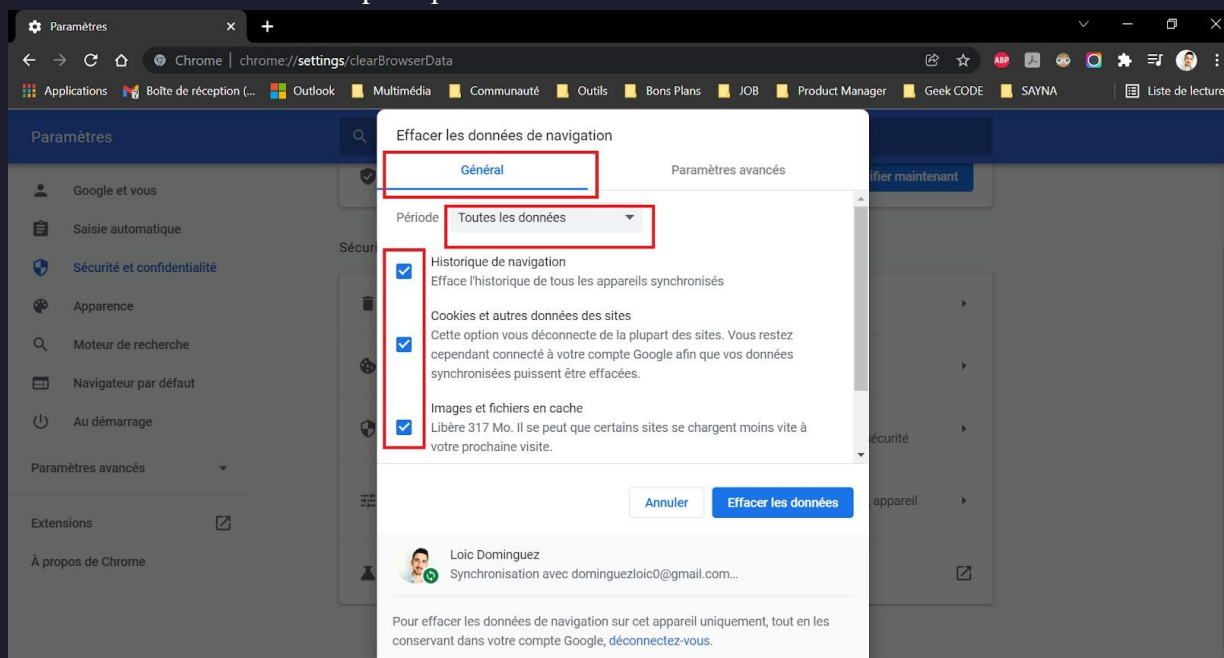 Paramètres
Chrome | chrome://settings/clearBrowserData
ABP
Applications Boîte de réception (... Outlook Multimédia Communauté Outils Bons Plans JOB Product Manager Geek CODE SAYNA Liste de lecture
Paramètres
Effacer les données de navigation
Général Paramètres avancés
ifier maintenant
Google et vous
Période Toutes les données
Saisie automatique
Sécuri
Sécurité et confidentialité
Historique de navigation
Efface l'historique de tous les appareils synchronisés
Apparence
Cookies et autres données des sites
Cette option vous déconnecte de la plupart des sites. Vous restez
cependant connecté à votre compte Google afin que vos données
synchronisées puissent être effacées.
Moteur de recherche
Navigateur par défaut
Images et fichiers en cache
Libère 317 Mo. Il se peut que certains sites se chargent moins vite à
votre prochaine visite.
Au démarrage
écurité
Paramètres avancés
Annuler Effacer les données
appareil
Extensions
À propos de Chrome
Loic Dominguez
Synchronisation avec dominguezloic0@gmail.com...
Pour effacer les données de navigation sur cet appareil uniquement, tout en les
conservant dans votre compte Google, déconnectez-vous.